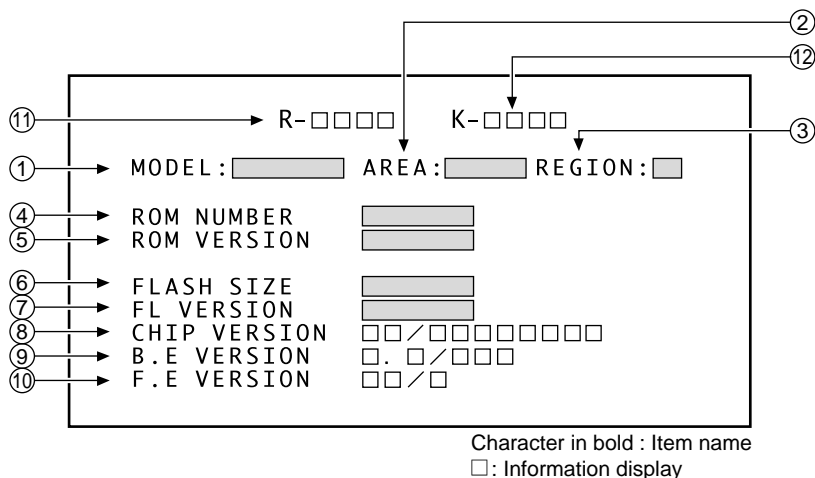 ②
⑫
⑪ R-□□□□ K-□□□□
③
① MODEL: AREA: REGION:
④ ROM NUMBER
⑤ ROM VERSION
⑥ FLASH SIZE
⑦ FL VERSION
⑧ CHIP VERSION □□/□□□□□□□□
⑨ B.E VERSION □. □/□□□
⑩ F.E VERSION □□/□
Character in bold : Item name
□: Information display